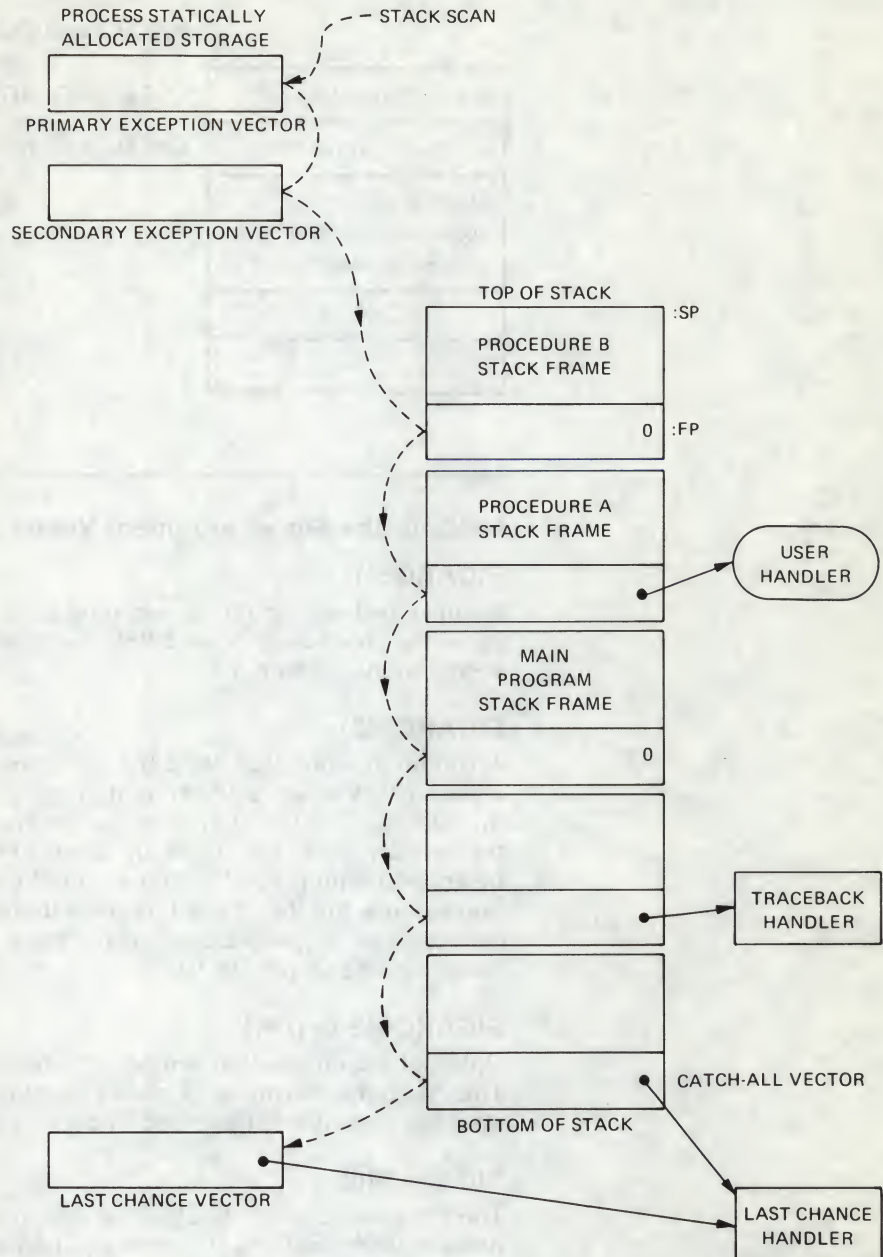 PROCESS STATICALLY
ALLOCATED STORAGE
STACK SCAN
PRIMARY EXCEPTION VECTOR
SECONDARY EXCEPTION VECTOR
TOP OF STACK
:SP
PROCEDURE B
STACK FRAME
0 :FP
PROCEDURE A
STACK FRAME
USER
HANDLER
MAIN
PROGRAM
STACK FRAME
0
TRACEBACK
HANDLER
CATCH-ALL VECTOR
BOTTOM OF STACK
LAST CHANCE VECTOR
LAST CHANCE
HANDLER